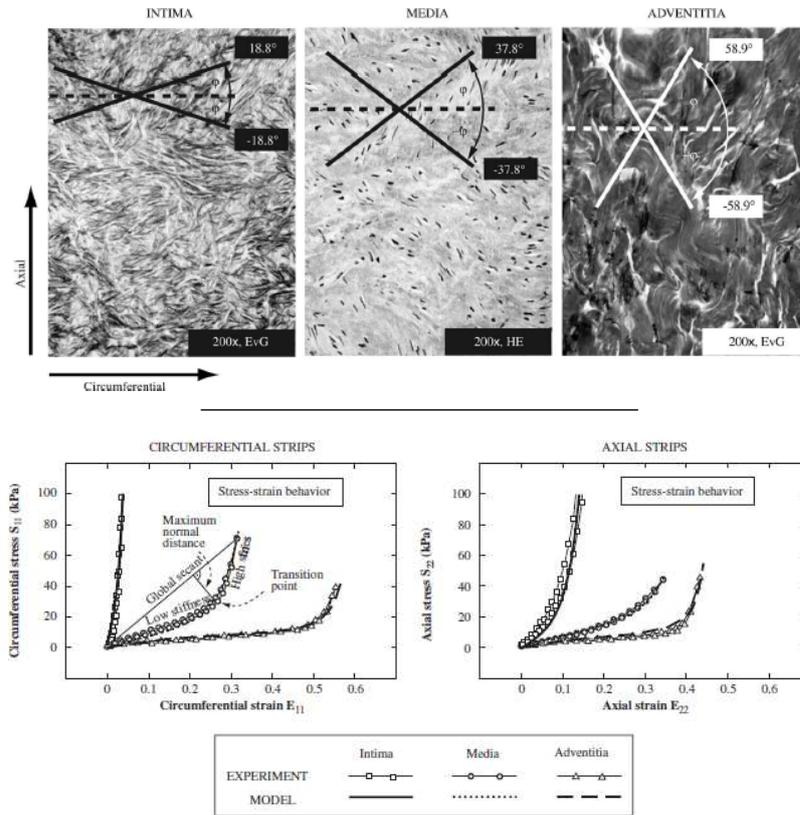 INTIMA
MEDIA
ADVENTITIA
18.8°
φ
φ
-18.8°
37.8°
φ
-φ
-37.8°
58.9°
φ
-φ
-58.9°
Axial
200x, EvG
200x, HE
200x, EvG
Circumferential
CIRCUMFERENTIAL STRIPS
Circumferential stress S11 (kPa)
100
80
60
40
20
0
Stress-strain behavior
Maximum
normal
distance
Global secant
Low stiffness
High
Transition
point
0 0.1 0.2 0.3 0.4 0.5 0.6
Circumferential strain E11
AXIAL STRIPS
Axial stress S22 (kPa)
100
80
60
40
20
0
Stress-strain behavior
0 0.1 0.2 0.3 0.4 0.6
Axial strain E22
Intima Media Adventitia
EXPERIMENT
MODEL